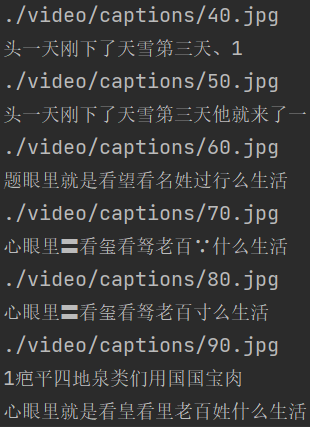 ./video/captions/40.jpg
头一天刚下了天雪第三天、1
./video/captions/50.jpg
头一天刚下了天雪第三天他就来了一
./video/captions/60.jpg
题眼里就是看望看名姓过行么生活
./video/captions/70.jpg
心眼里〓看玺看驽老百∵什么生活
./video/captions/80.jpg
心眼里〓看玺看驽老百寸么生活
./video/captions/90.jpg
1疤平四地泉类们用国国宝肉
心眼里就是看皇看里老百姓什么生活